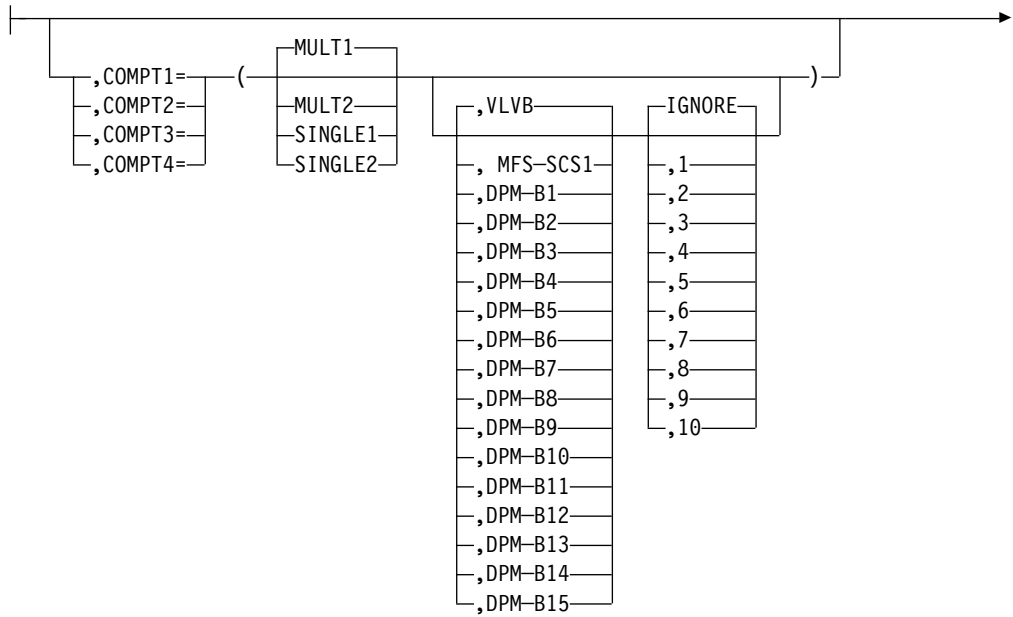 MULT1
,COMPT1= ( )
,COMPT2= MULT2 ,VLVB IGNORE
,COMPT3= SINGLE1
,COMPT4= SINGLE2 , MFS-SCS1 ,1
,DPM-B1 ,2
,DPM-B2 ,3
,DPM-B3 ,4
,DPM-B4 ,5
,DPM-B5 ,6
,DPM-B6 ,7
,DPM-B7 ,8
,DPM-B8 ,9
,DPM-B9 ,10
,DPM-B10
,DPM-B11
,DPM-B12
,DPM-B13
,DPM-B14
,DPM-B15